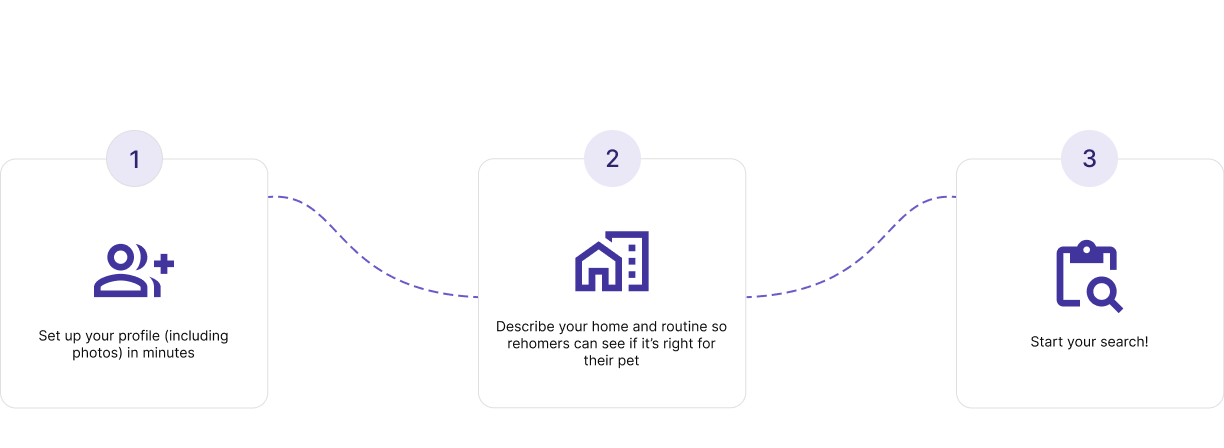 1
Set up your profile (including
photos) in minutes
2
Describe your home and routine so
rehomers can see if it’s right for
their pet
3
Start your search!